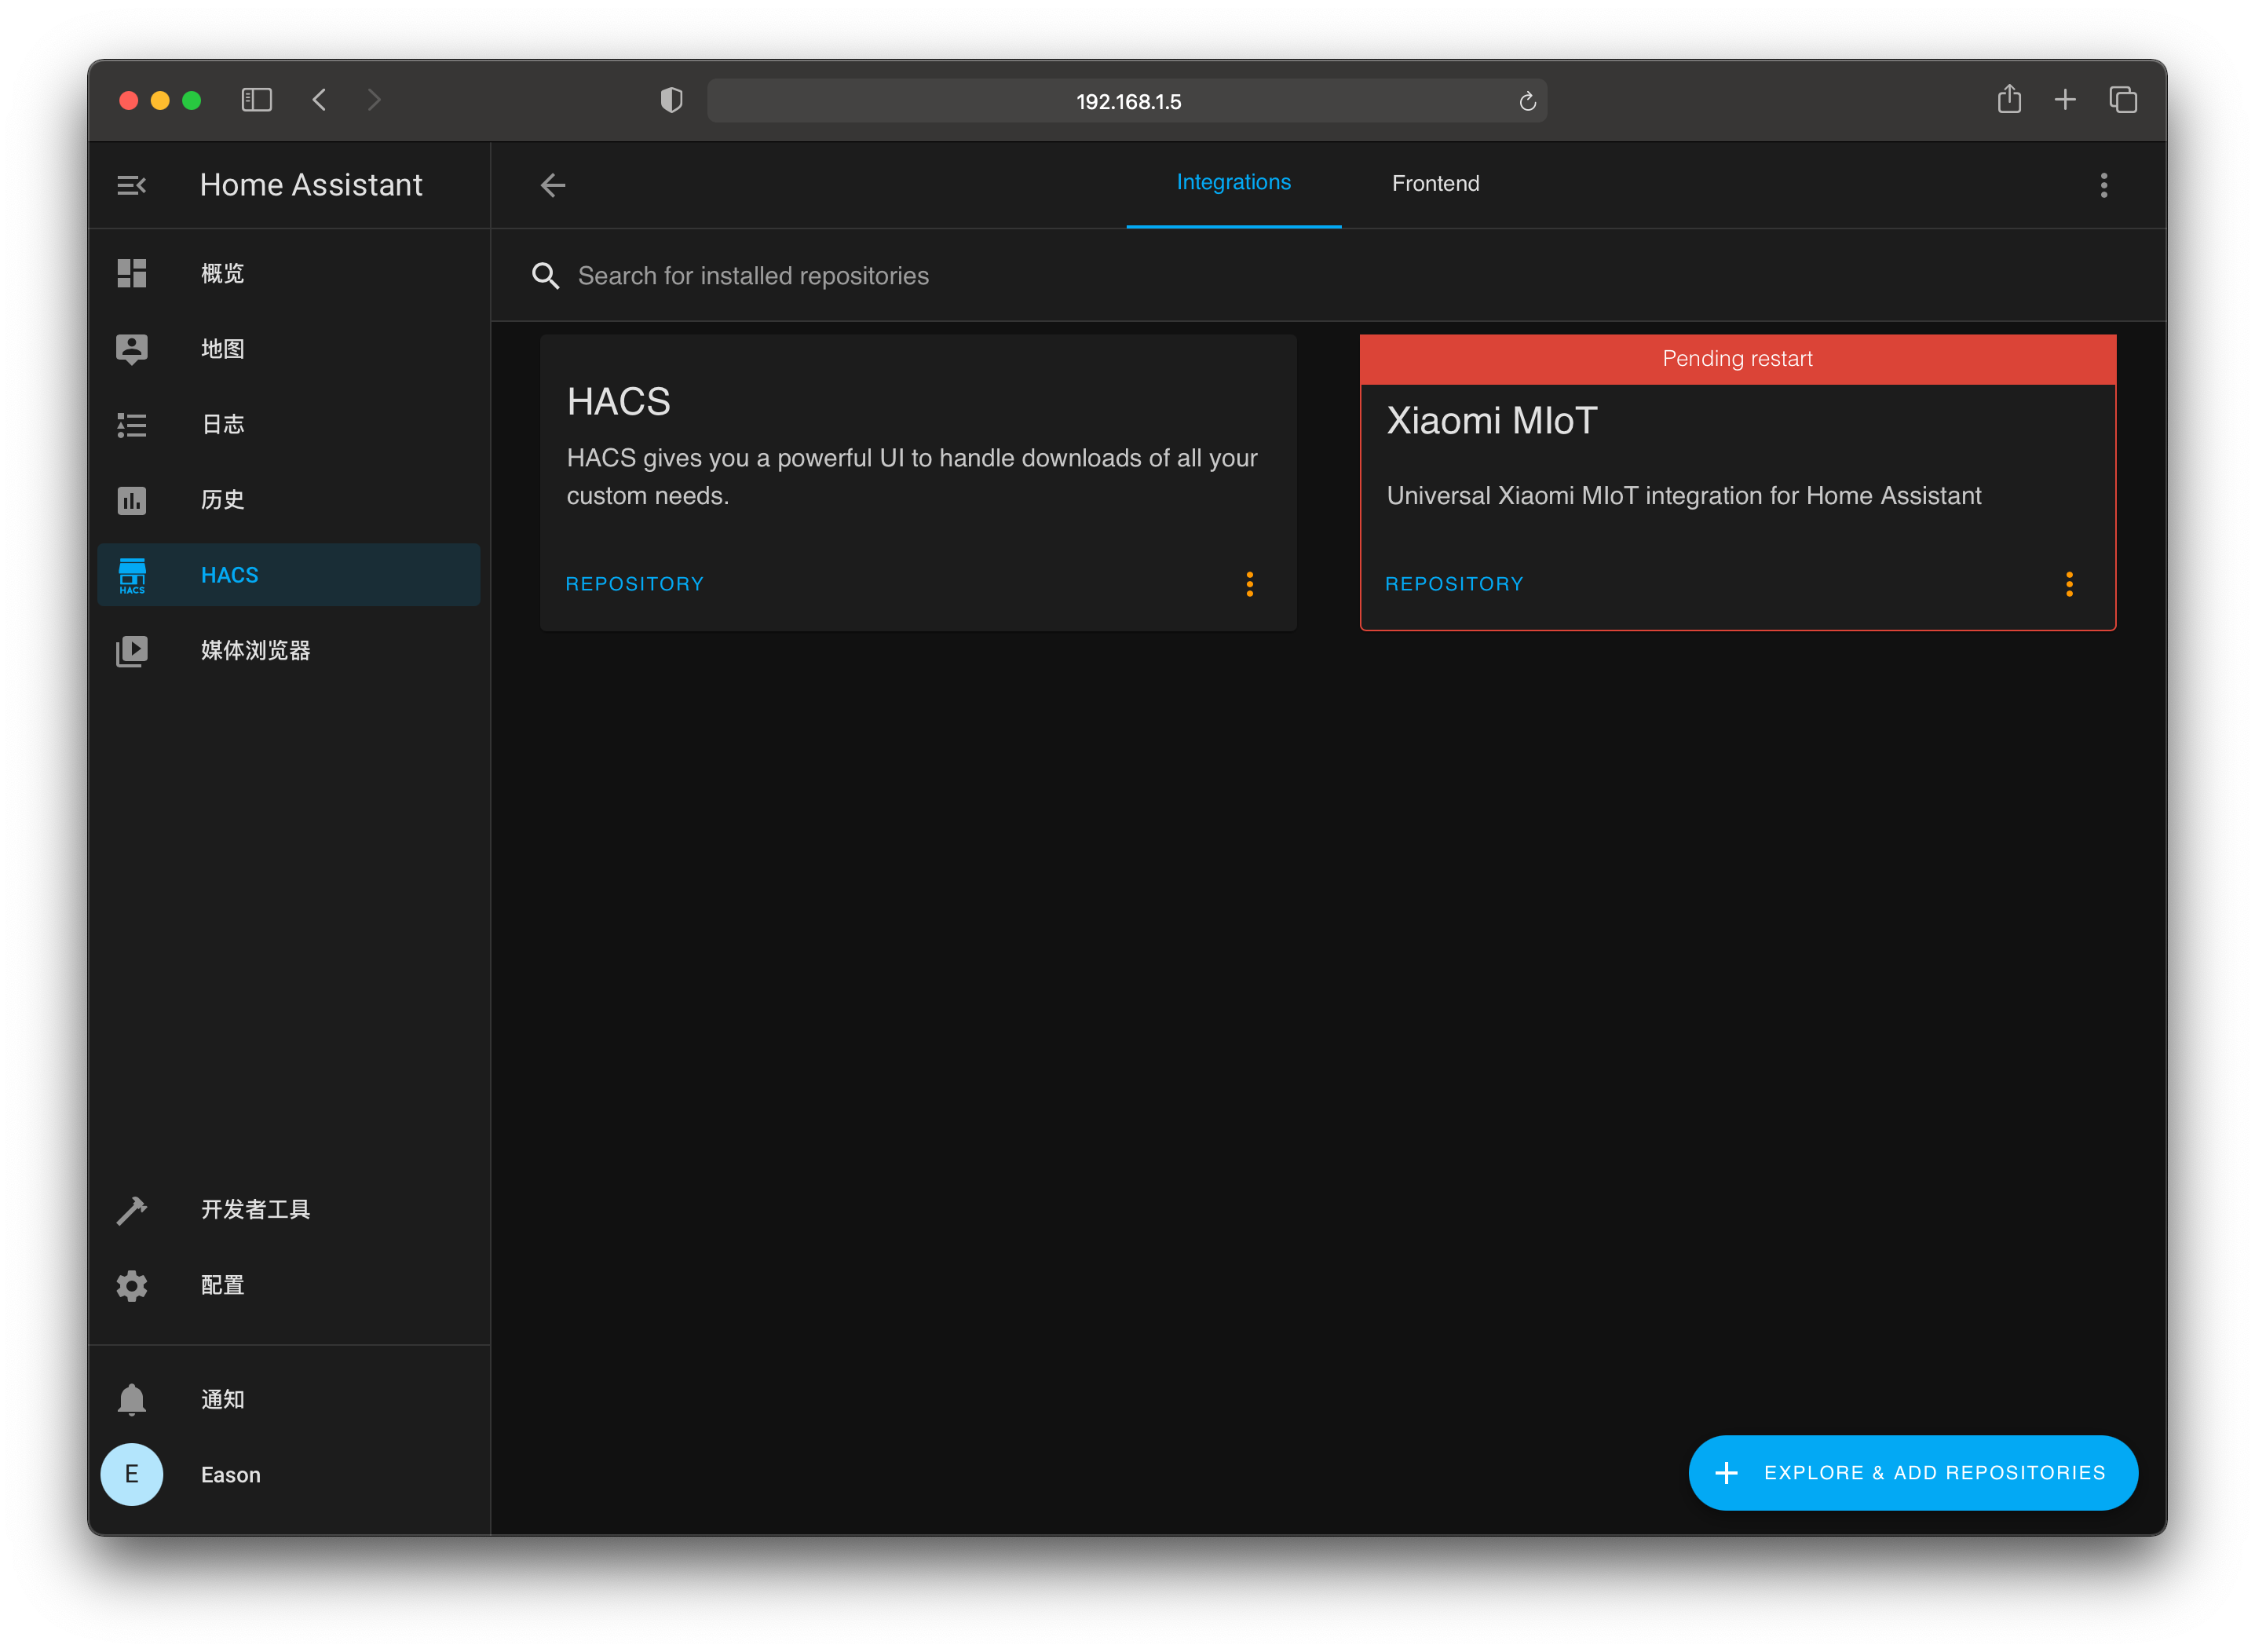 192.168.1.5
Home Assistant
Integrations
Frontend
概览
地图
日志
历史
HACS
HACS
媒体浏览器
开发者工具
配置
通知
E
Eason
Search for installed repositories
HACS
HACS gives you a powerful UI to handle downloads of all your
custom needs.
REPOSITORY
Pending restart
Xiaomi MIoT
Universal Xiaomi MIoT integration for Home Assistant
REPOSITORY
EXPLORE & ADD REPOSITORIES